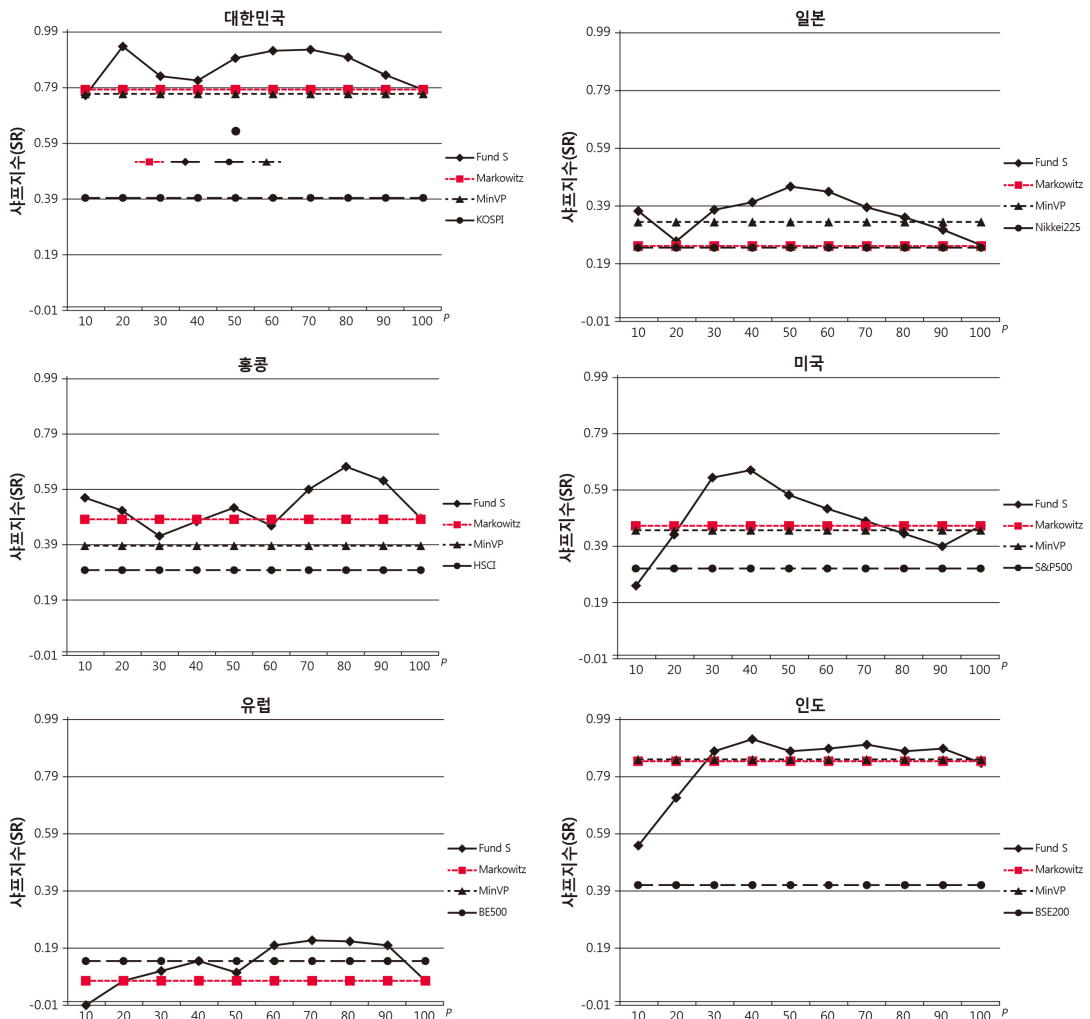 대한민국
샤프지수(SR)
0.99
0.79
0.59
0.39
0.19
-0.01
10 20 30 40 50 60 70 80 90 100 P
Fund S
Markowitz
MinVP
KOSPI
일본
샤프지수(SR)
0.99
0.79
0.59
0.39
0.19
-0.01
10 20 30 40 50 60 70 80 90 100 P
Fund S
Markowitz
MinVP
Nikkei225
홍콩
샤프지수(SR)
0.99
0.79
0.59
0.39
0.19
-0.01
10 20 30 40 50 60 70 80 90 100 P
Fund S
Markowitz
MinVP
HSCI
미국
샤프지수(SR)
0.99
0.79
0.59
0.39
0.19
-0.01
10 20 30 40 50 60 70 80 90 100 P
Fund S
Markowitz
MinVP
S&P500
유럽
샤프지수(SR)
0.99
0.79
0.59
0.39
0.19
-0.01
10 20 30 40 50 60 70 80 90 100 P
Fund S
Markowitz
MinVP
BE500
인도
샤프지수(SR)
0.99
0.79
0.59
0.39
0.19
-0.01
10 20 30 40 50 60 70 80 90 100 P
Fund S
Markowitz
MinVP
BSE200